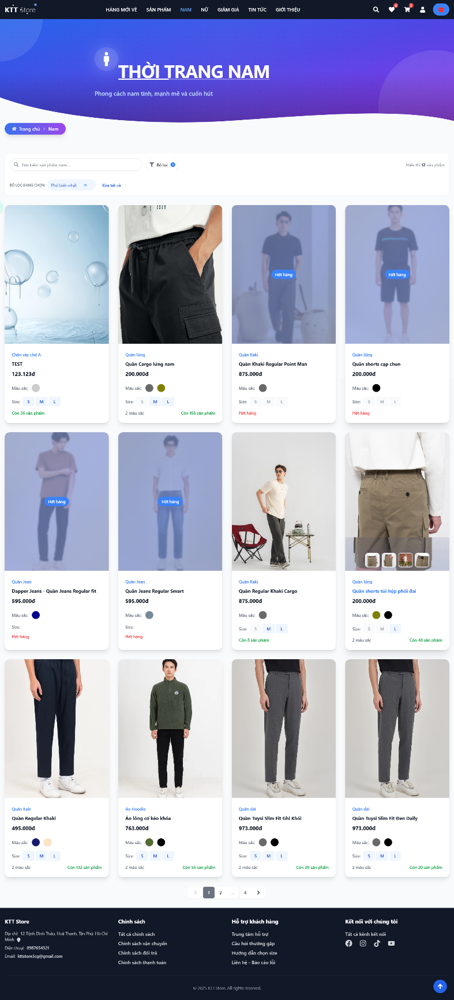 KTT Store
HÀNG MỚI VỀ
SẢN PHẨM
NAM
NỮ
GIẢM GIÁ
TIN TỨC
GIỚI THIỆU
4
3
THỜI TRANG NAM
Phong cách nam tính, mạnh mẽ và cuốn hút
Trang chủ
Nam
Tìm kiếm sản phẩm nam...
Bộ lọc
1
Hiển thị 12 sản phẩm
BỘ LỌC ĐANG CHỌN:
Phổ biến nhất
Xóa tất cả
Chân váy chữ A
TEST
123.123đ
Màu sắc:
Size: S M L
Còn 36 sản phẩm
Quần lửng
Quần Cargo lửng nam
200.000đ
Màu sắc:
Size: S M L
2 màu sắc
Còn 166 sản phẩm
Hết hàng
Quần Kaki
Quần Khaki Regular Point Man
875.000đ
Màu sắc:
Size: S M L
Hết hàng
Hết hàng
Quần lửng
Quần shorts cạp chun
200.000đ
Màu sắc:
Size: S M L
Hết hàng
Hết hàng
Quần Jean
Dapper Jeans - Quần Jeans Regular fit
595.000đ
Màu sắc:
Size:
Hết hàng
Hết hàng
Quần Jean
Quần Jeans Regular Smart
595.000đ
Màu sắc:
Size:
Hết hàng
Quần Kaki
Quần Regular Khaki Cargo
875.000đ
Màu sắc:
Size: S M L
Còn 8 sản phẩm
Quần lửng
Quần shorts túi hộp phối đai
200.000đ
Màu sắc:
Size: S M L
2 màu sắc
Còn 48 sản phẩm
Quần Kaki
Quần Regular Khaki
495.000đ
Màu sắc:
Size: S M L
2 màu sắc
Còn 132 sản phẩm
Áo Hoodie
Áo lông cổ kéo khóa
763.000đ
Màu sắc:
Size: S M L
2 màu sắc
Còn 55 sản phẩm
Quần dài
Quần Tuysi Slim Fit Ghi Khói
973.000đ
Màu sắc:
Size: S M L
2 màu sắc
Còn 20 sản phẩm
Quần dài
Quần Tuysi Slim Fit Đen Daily
973.000đ
Màu sắc:
Size: S M L
2 màu sắc
Còn 20 sản phẩm
1 2 ... 4
KTT Store
Địa chỉ: 12 Trịnh Đình Thảo, Hoà Thanh, Tân Phú, Hồ Chí
Minh
Điện thoại: 0987654321
Email: kttstore3cg@gmail.com
Chính sách
Tất cả chính sách
Chính sách vận chuyển
Chính sách đổi trả
Chính sách thanh toán
Hỗ trợ khách hàng
Trung tâm hỗ trợ
Câu hỏi thường gặp
Hướng dẫn chọn size
Liên hệ - Báo cáo lỗi
Kết nối với chúng tôi
Tất cả kênh kết nối
© 2025 KTT Store. All rights reserved.